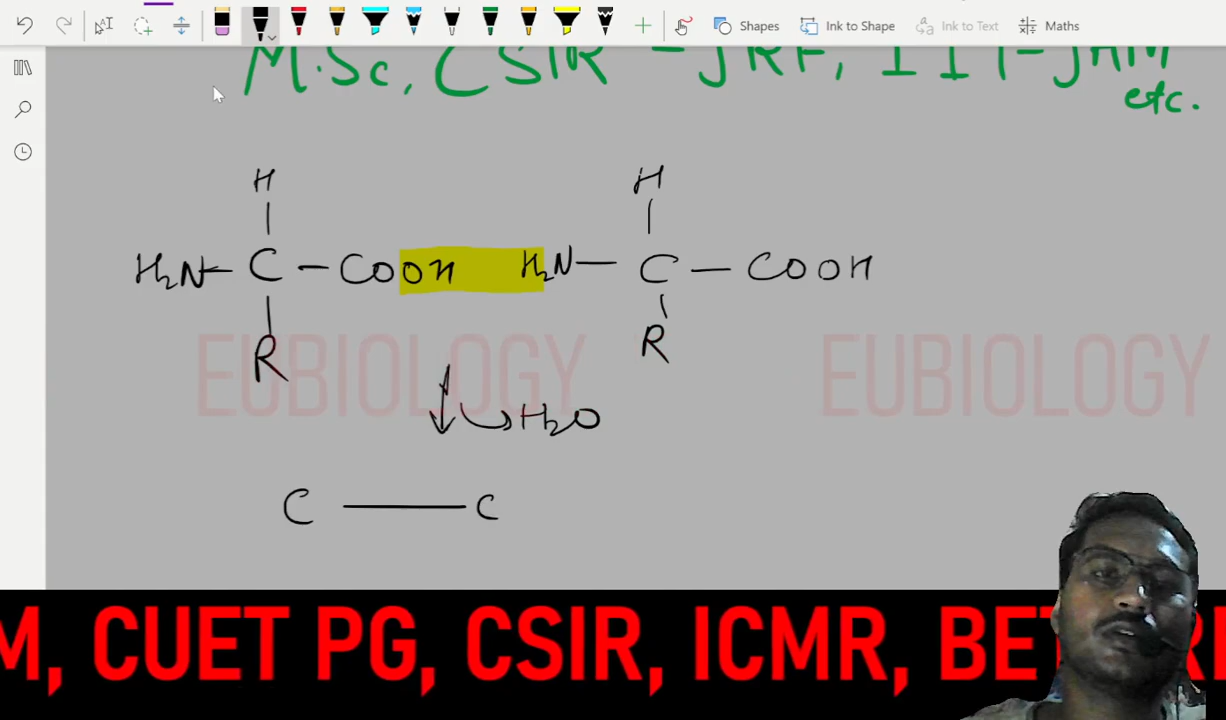 Shapes Ink to Shape Ink to Text Maths
M.Sc, CSIR-JRF, IIT-JAM
etc.
H H
H₂N-C-COOH H₂N-C-COOH
R R
EUBIOLOGY EUBIOLOGY
H₂O
C — C
M, CUET PG, CSIR, ICMR, BET